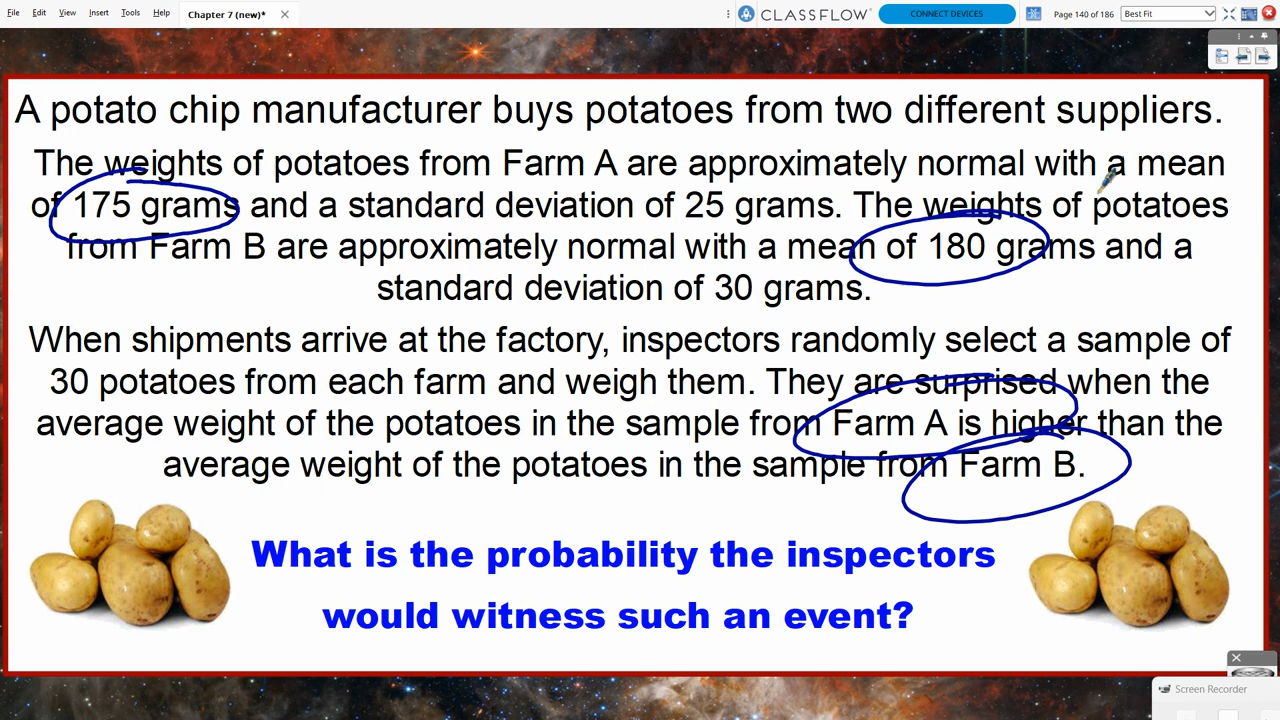 File Edit View Insert Tools Help
Chapter 7 (new)*
CLASSFLOW
CONNECT DEVICES
Page 140 of 186
Best Fit
A potato chip manufacturer buys potatoes from two different suppliers.
The weights of potatoes from Farm A are approximately normal with a mean
of 175 grams and a standard deviation of 25 grams. The weights of potatoes
from Farm B are approximately normal with a mean of 180 grams and a
standard deviation of 30 grams.
When shipments arrive at the factory, inspectors randomly select a sample of
30 potatoes from each farm and weigh them. They are surprised when the
average weight of the potatoes in the sample from Farm A is higher than the
average weight of the potatoes in the sample from Farm B.
What is the probability the inspectors
would witness such an event?
Screen Recorder